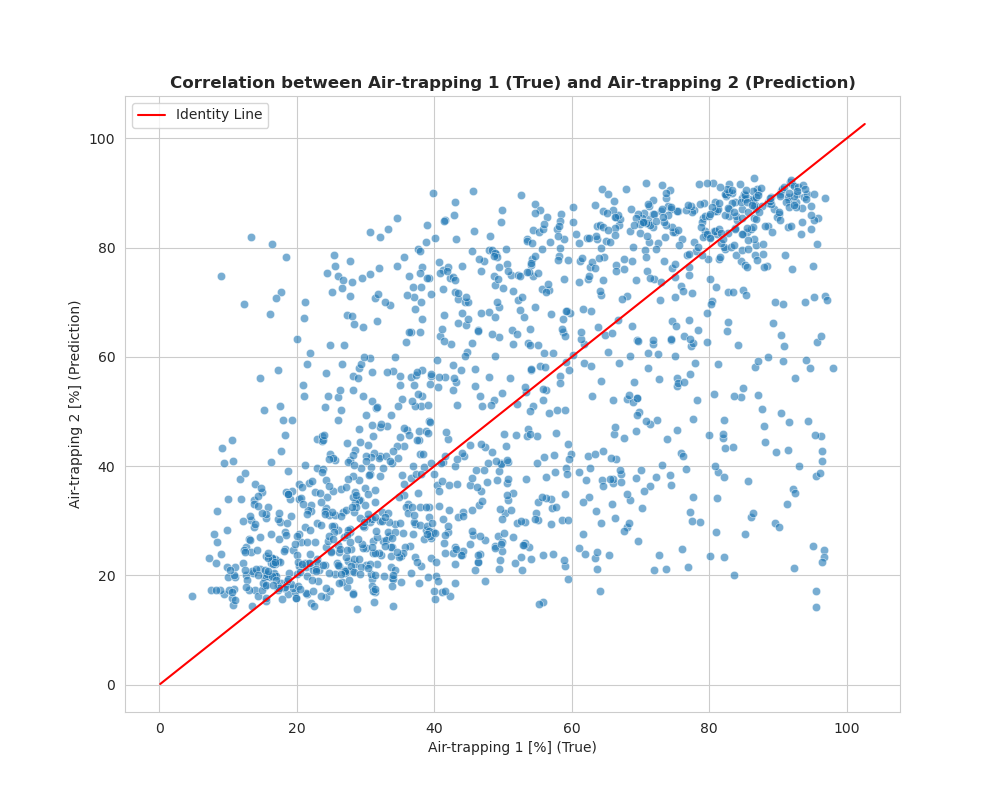 Correlation between Air-trapping 1 (True) and Air-trapping 2 (Prediction)
Identity Line
100
80
60
40
20
0
Air-trapping 2 [%] (Prediction)
0 20 40 60 80 100
Air-trapping 1 [%] (True)